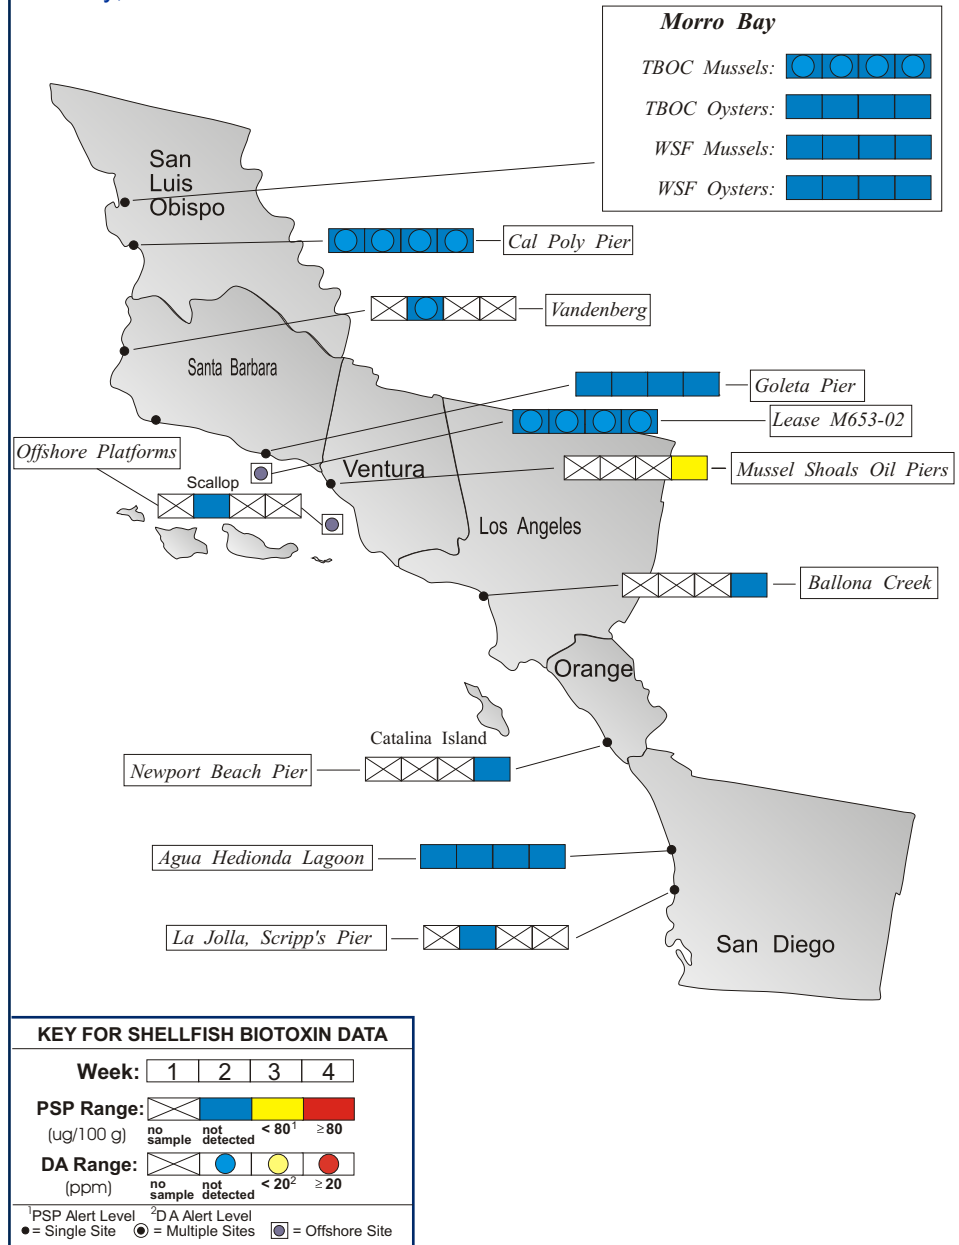 Morro Bay
TBOC Mussels:
TBOC Oysters:
WSF Mussels:
WSF Oysters:
San
Luis
Obispo
Cal Poly Pier
Vandenberg
Santa Barbara
Goleta Pier
Lease M653-02
Offshore Platforms
Scallop
Ventura
Mussel Shoals Oil Piers
Los Angeles
Ballona Creek
Orange
Catalina Island
Newport Beach Pier
Agua Hedionda Lagoon
La Jolla, Scripp's Pier
San Diego
KEY FOR SHELLFISH BIOTOXIN DATA
Week: 1 2 3 4
PSP Range:
(ug/100 g) no sample not detected < 80¹ ≥80
DA Range:
(ppm) no sample not detected < 20² ≥ 20
¹PSP Alert Level ²DA Alert Level
= Single Site = Multiple Sites = Offshore Site